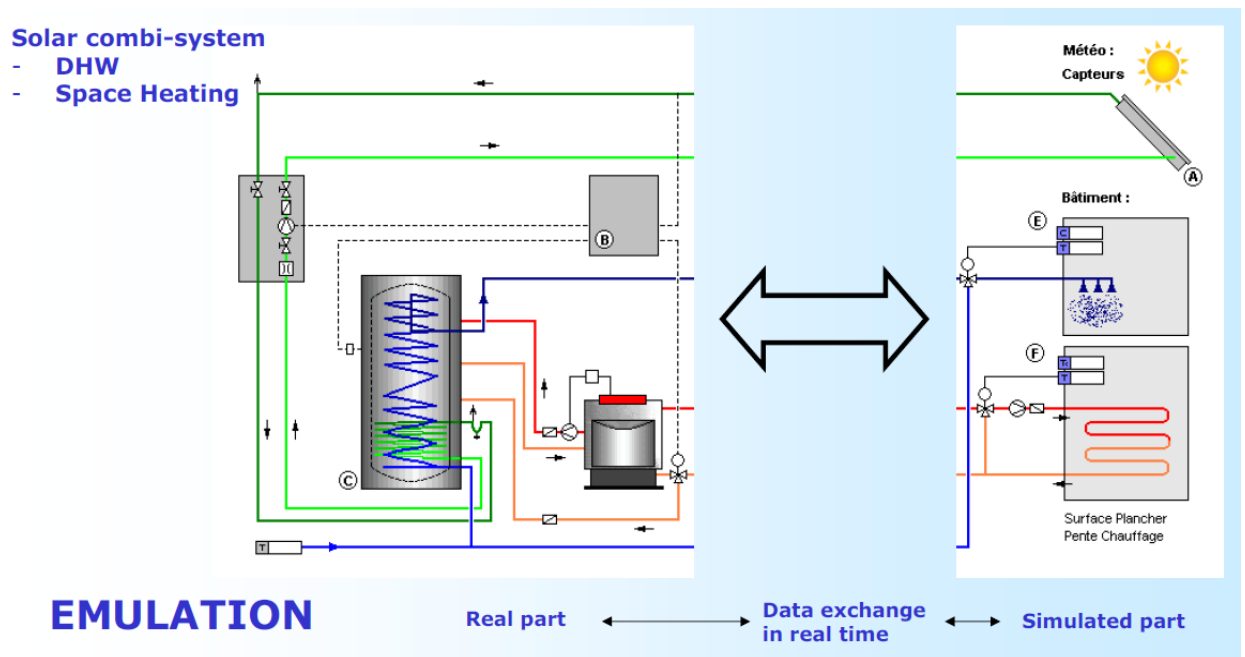 Solar combi-system
- DHW
- Space Heating
Météo :
Capteurs
A
Bâtiment :
B
E
C
T
F
Ti
T
C
T
Surface Plancher
Pente Chauffage
EMULATION
Real part
Data exchange
in real time
Simulated part